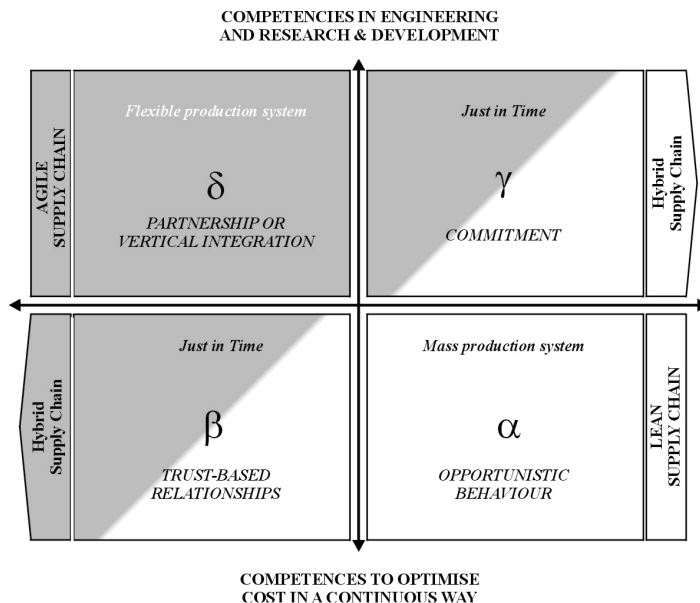 COMPETENCIES IN ENGINEERING
AND RESEARCH & DEVELOPMENT
AGILE
SUPPLY CHAIN
Flexible production system
δ
PARTNERSHIP OR
VERTICAL INTEGRATION
Just in Time
γ
COMMITMENT
Hybrid
Supply Chain
Hybrid
Supply Chain
Just in Time
β
TRUST-BASED
RELATIONSHIPS
Mass production system
α
OPPORTUNISTIC
BEHAVIOUR
LEAN
SUPPLY CHAIN
COMPETENCES TO OPTIMISE
COST IN A CONTINUOUS WAY